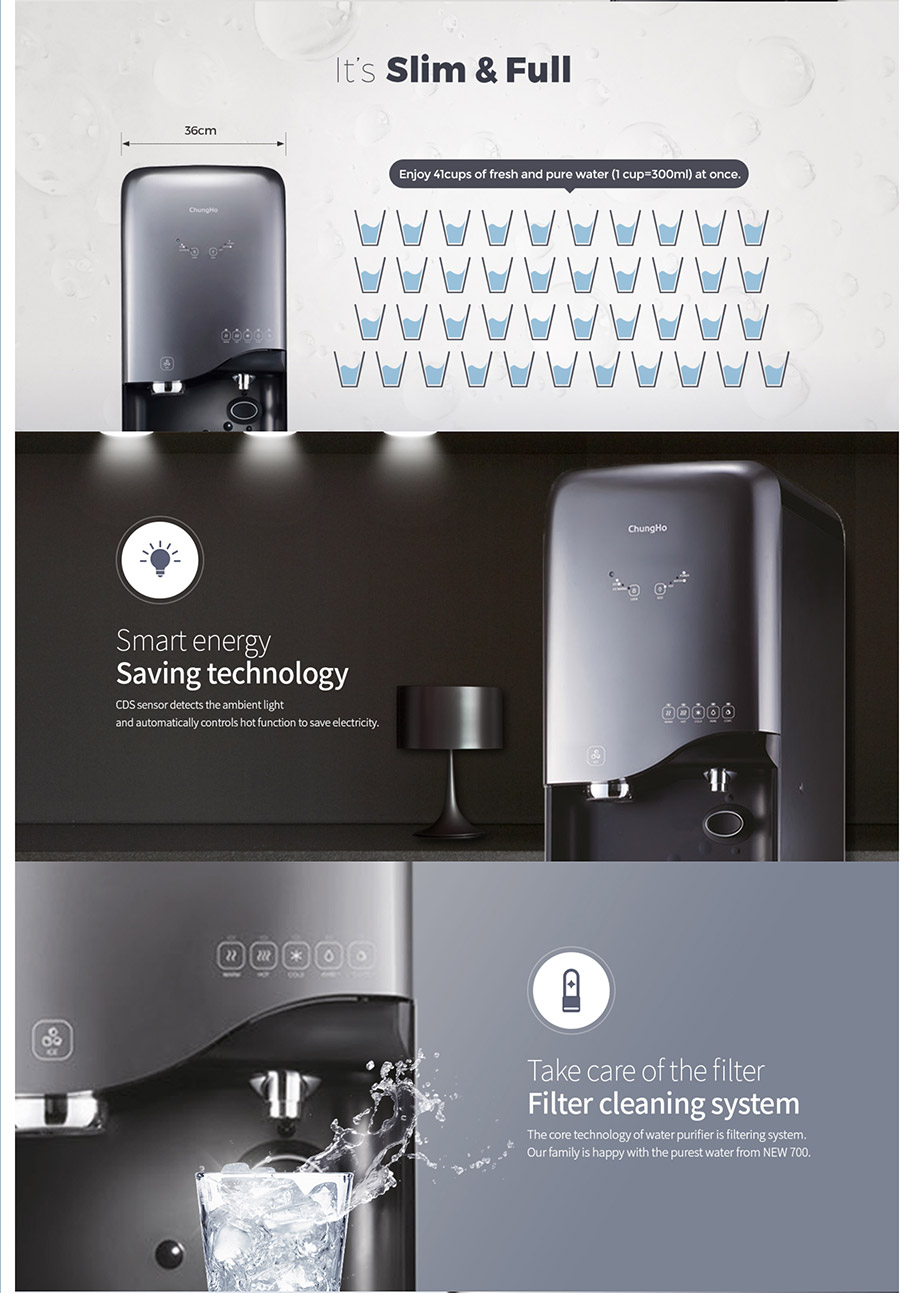 It's Slim & Full
36cm
Enjoy 41cups of fresh and pure water (1 cup=300ml) at once.
ChungHo
ChungHo
Smart energy
Saving technology
CDS sensor detects the ambient light
and automatically controls hot function to save electricity.
WARM HOT COLD
ICE
Take care of the filter
Filter cleaning system
The core technology of water purifier is filtering system.
Our family is happy with the purest water from NEW 700.